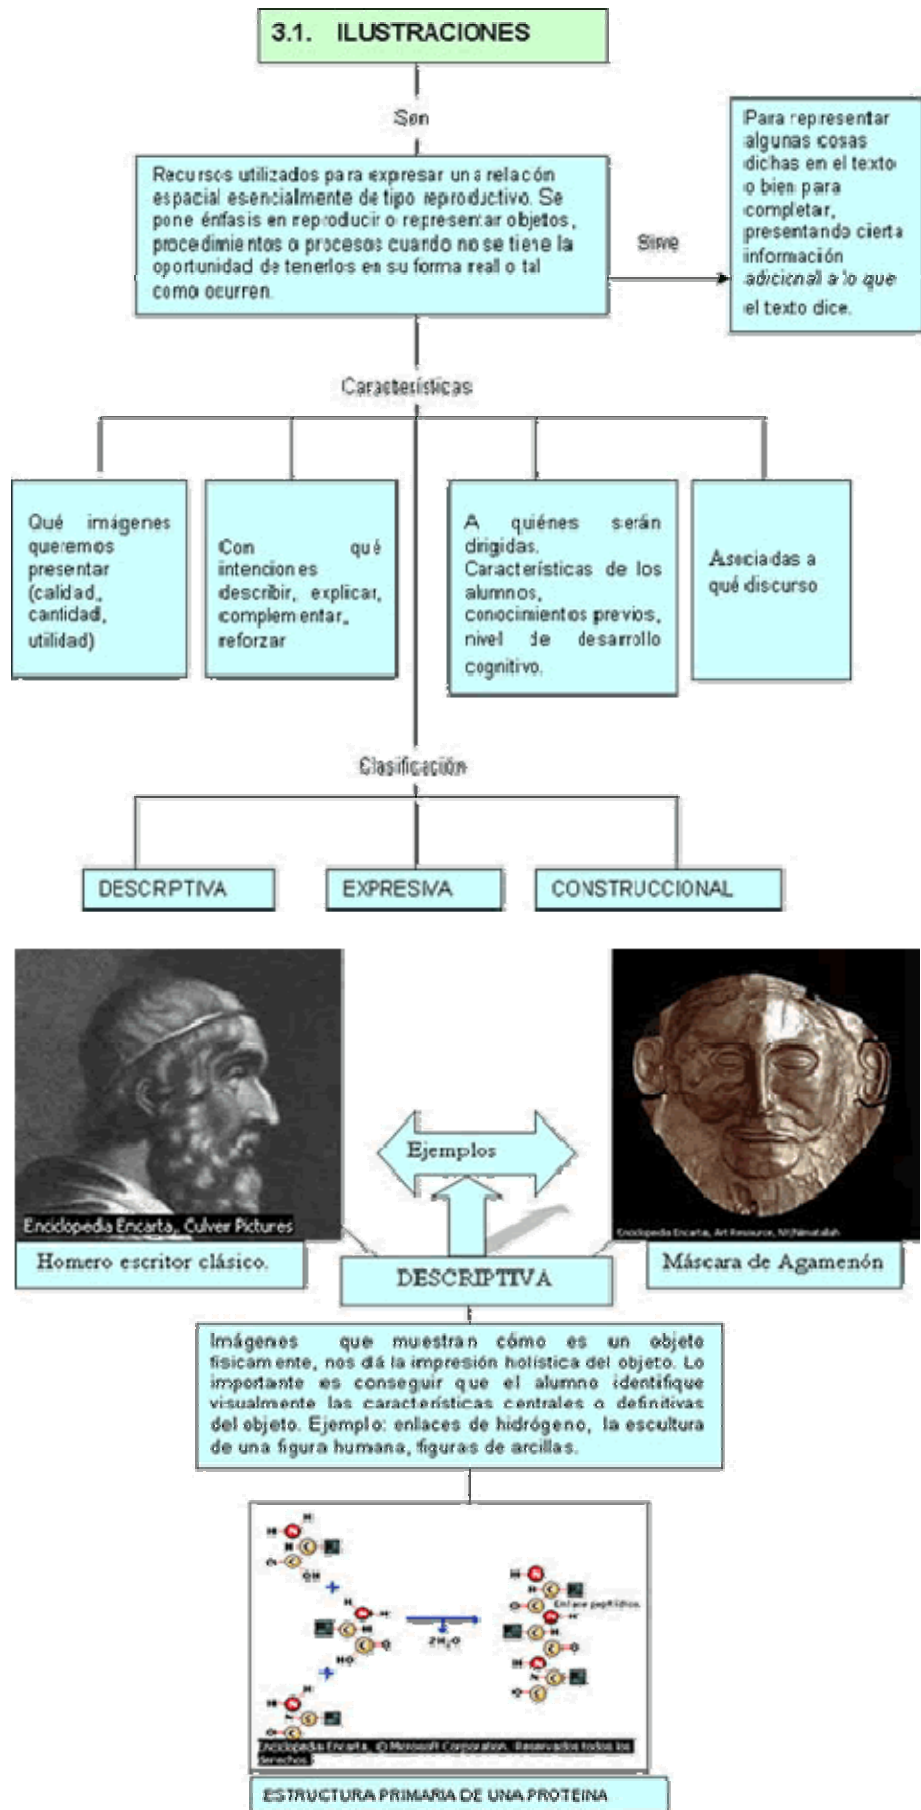 3.1. ILUSTRACIONES
Son
Recursos utilizados para expresar una relación
espacial esencialmente de tipo reproductivo. Se
pone énfasis en reproducir o representar objetos,
procedimientos o procesos cuando no se tiene la
oportunidad de tenerlos en su forma real o tal
como ocurren.
Sirve
Para representar
algunas cosas
dichas en el texto
o bien para
completar,
presentando cierta
información
adicional a lo que
el texto dice.
Características
Qué imágenes
queremos
presentar
(calidad,
cantidad,
utilidad)
Con qué
intenciones
describir, explicar,
complementar,
reforzar
A quiénes serán
dirigidas.
Características de los
alumnos,
conocimientos previos,
nivel de desarrollo
cognitivo.
Asociadas a
qué discurso
Clasificación
DESCRPTIVA
EXPRESIVA
CONSTRUCCIONAL
Enciclopedia Encarta, Culver Pictures
Homero escritor clásico.
Ejemplos
Enciclopedia Encarta, Art Resource, NY/Nimatallah
Máscara de Agamenón
DESCRIPTIVA
Imágenes que muestran cómo es un objeto
físicamente, nos dá la impresión holística del objeto. Lo
importante es conseguir que el alumno identifique
visualmente las características centrales o definitivas
del objeto. Ejemplo: enlaces de hidrógeno, la escultura
de una figura humana, figuras de arcillas.
Enlace peptídico
2H₂O
Enciclopedia Encarta, © Microsoft Corporation. Reservados todos los
derechos.
ESTRUCTURA PRIMARIA DE UNA PROTEINA